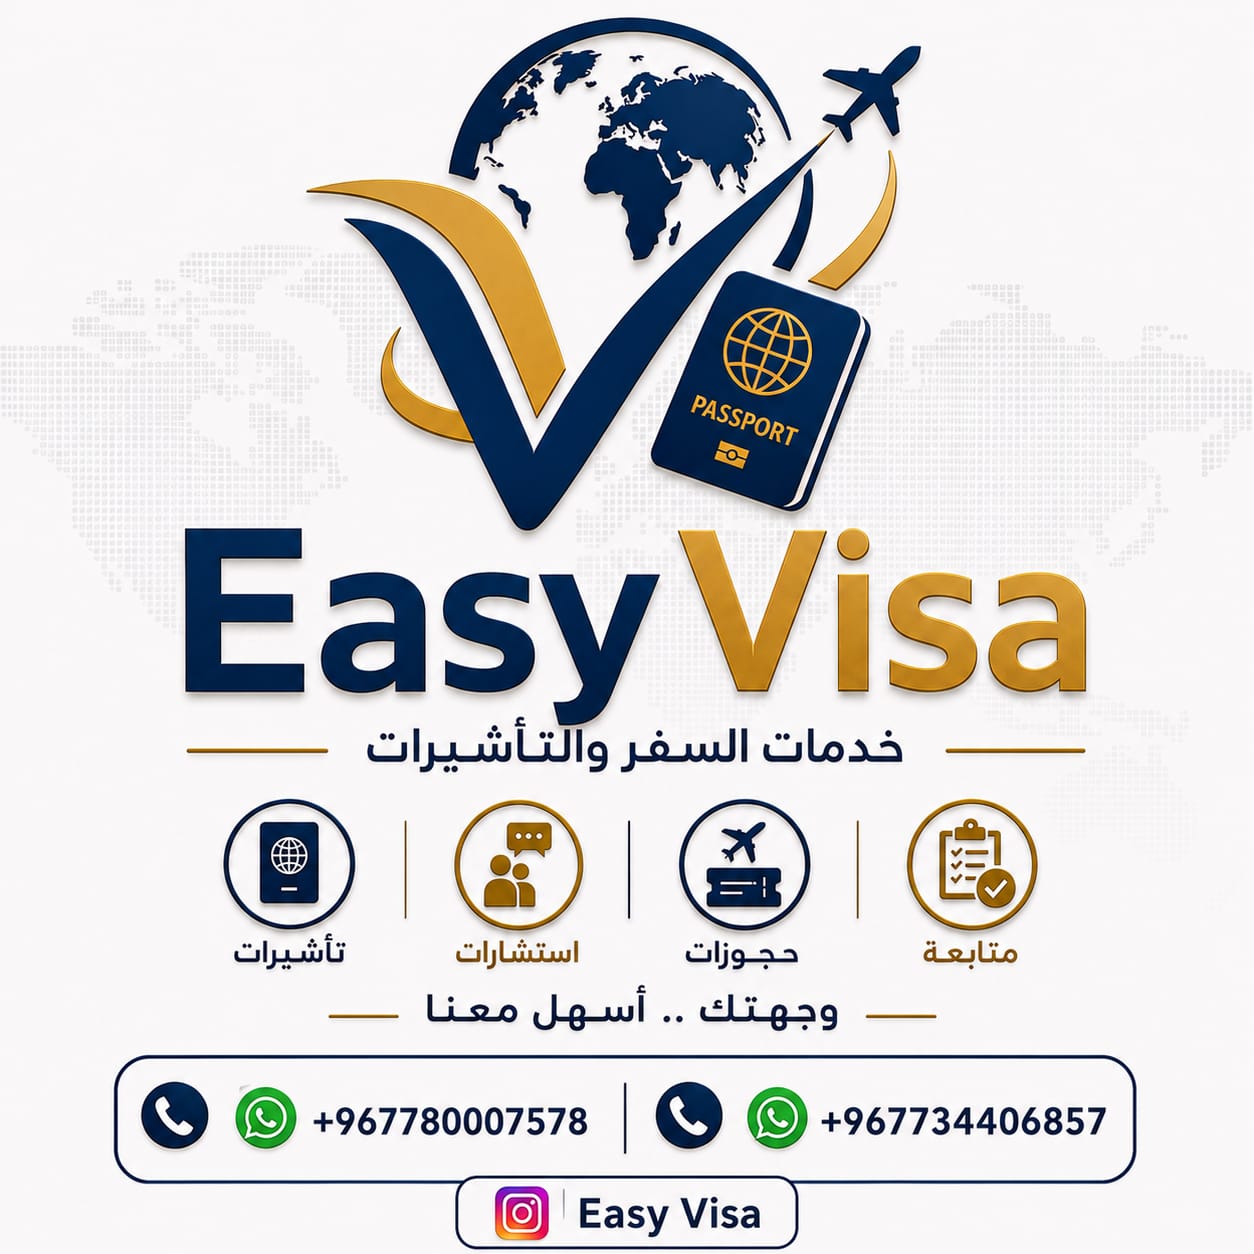 PASSPORT
Easy Visa
خدمات السفر والتأشيرات
متابعة
حجوزات
استشارات
تأشيرات
وجهتك .. أسهل معنا
+967780007578
+967734406857
Easy Visa